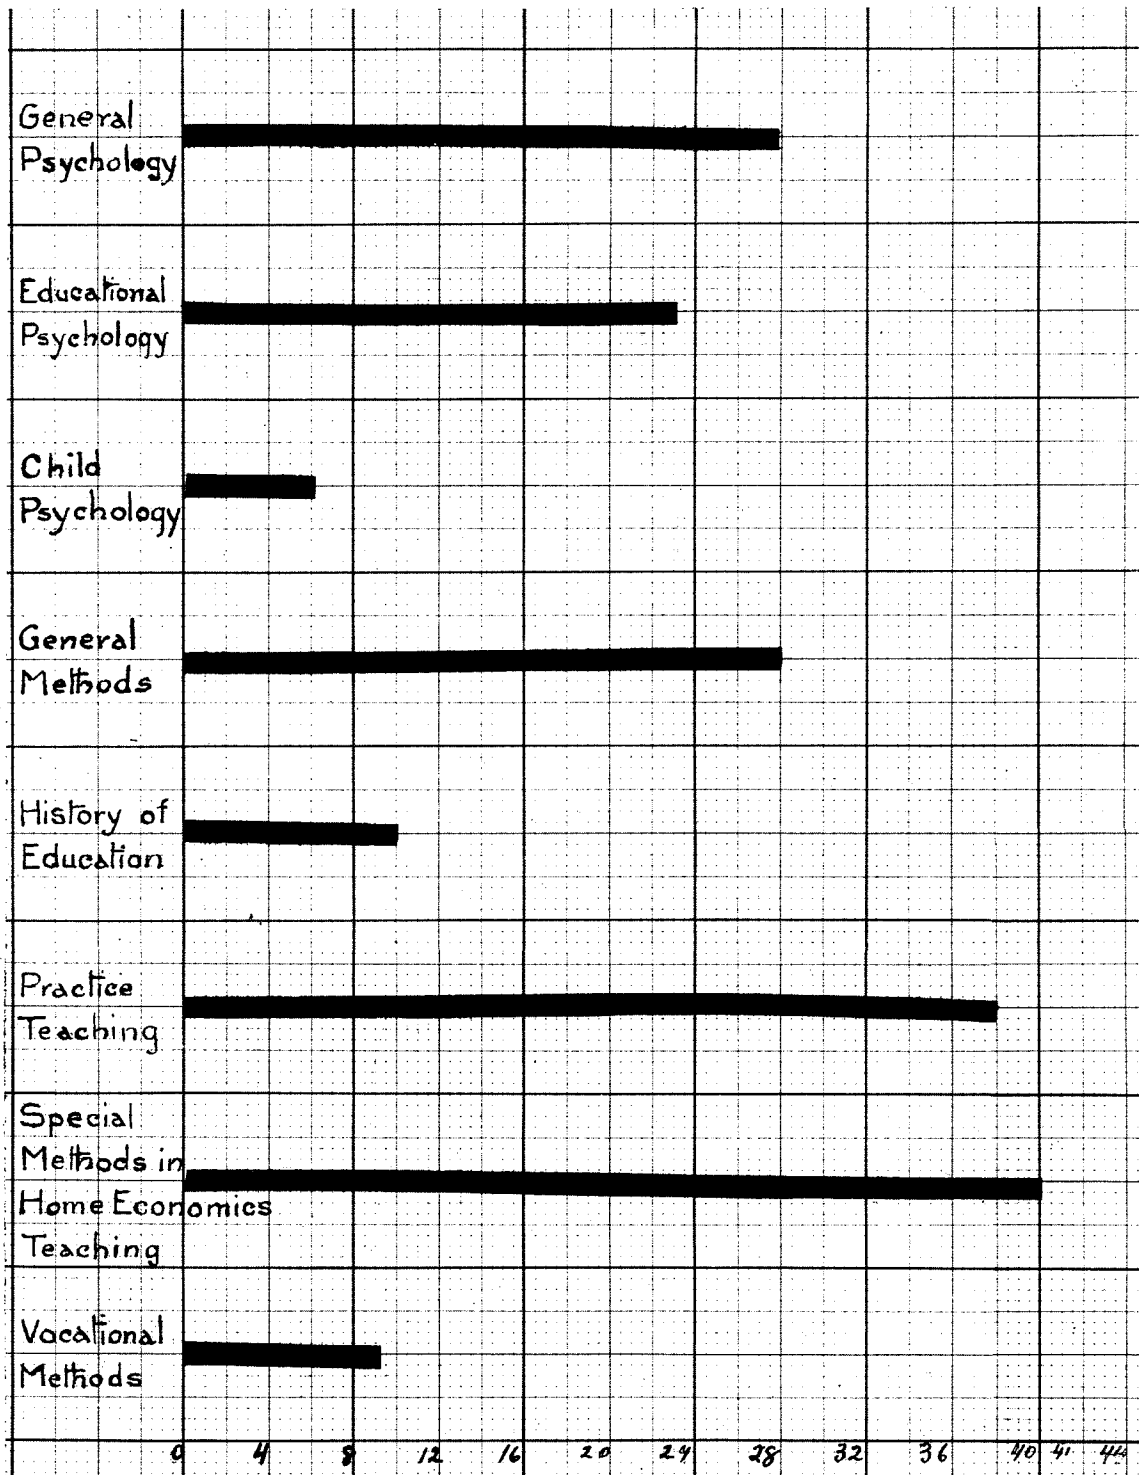 General
Psychology
Educational
Psychology
Child
Psychology
General
Methods
History of
Education
Practice
Teaching
Special
Methods in
Home Economics
Teaching
Vocational
Methods
0 4 8 12 16 20 24 28 32 36 40 41 44